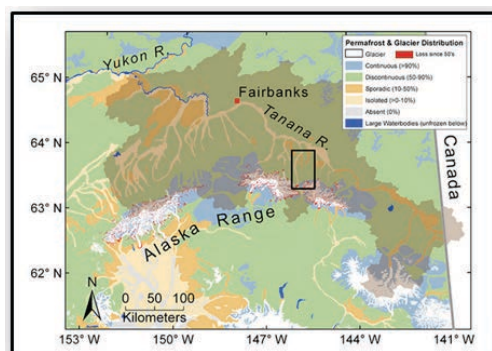 Permafrost & Glacier Distribution
Glacier
Loss since 50's
Continuous (>90%)
Discontinuous (50-90%)
Sporadic (10-50%)
Isolated (>0-10%)
Absent (0%)
Large Waterbodies (unfrozen below)
Yukon R.
65° N
Fairbanks
Tanana R.
64° N
Canada
63° N
Alaska Range
62° N
N
0 50 100
Kilometers
153° W
150° W
147° W
144° W
141° W